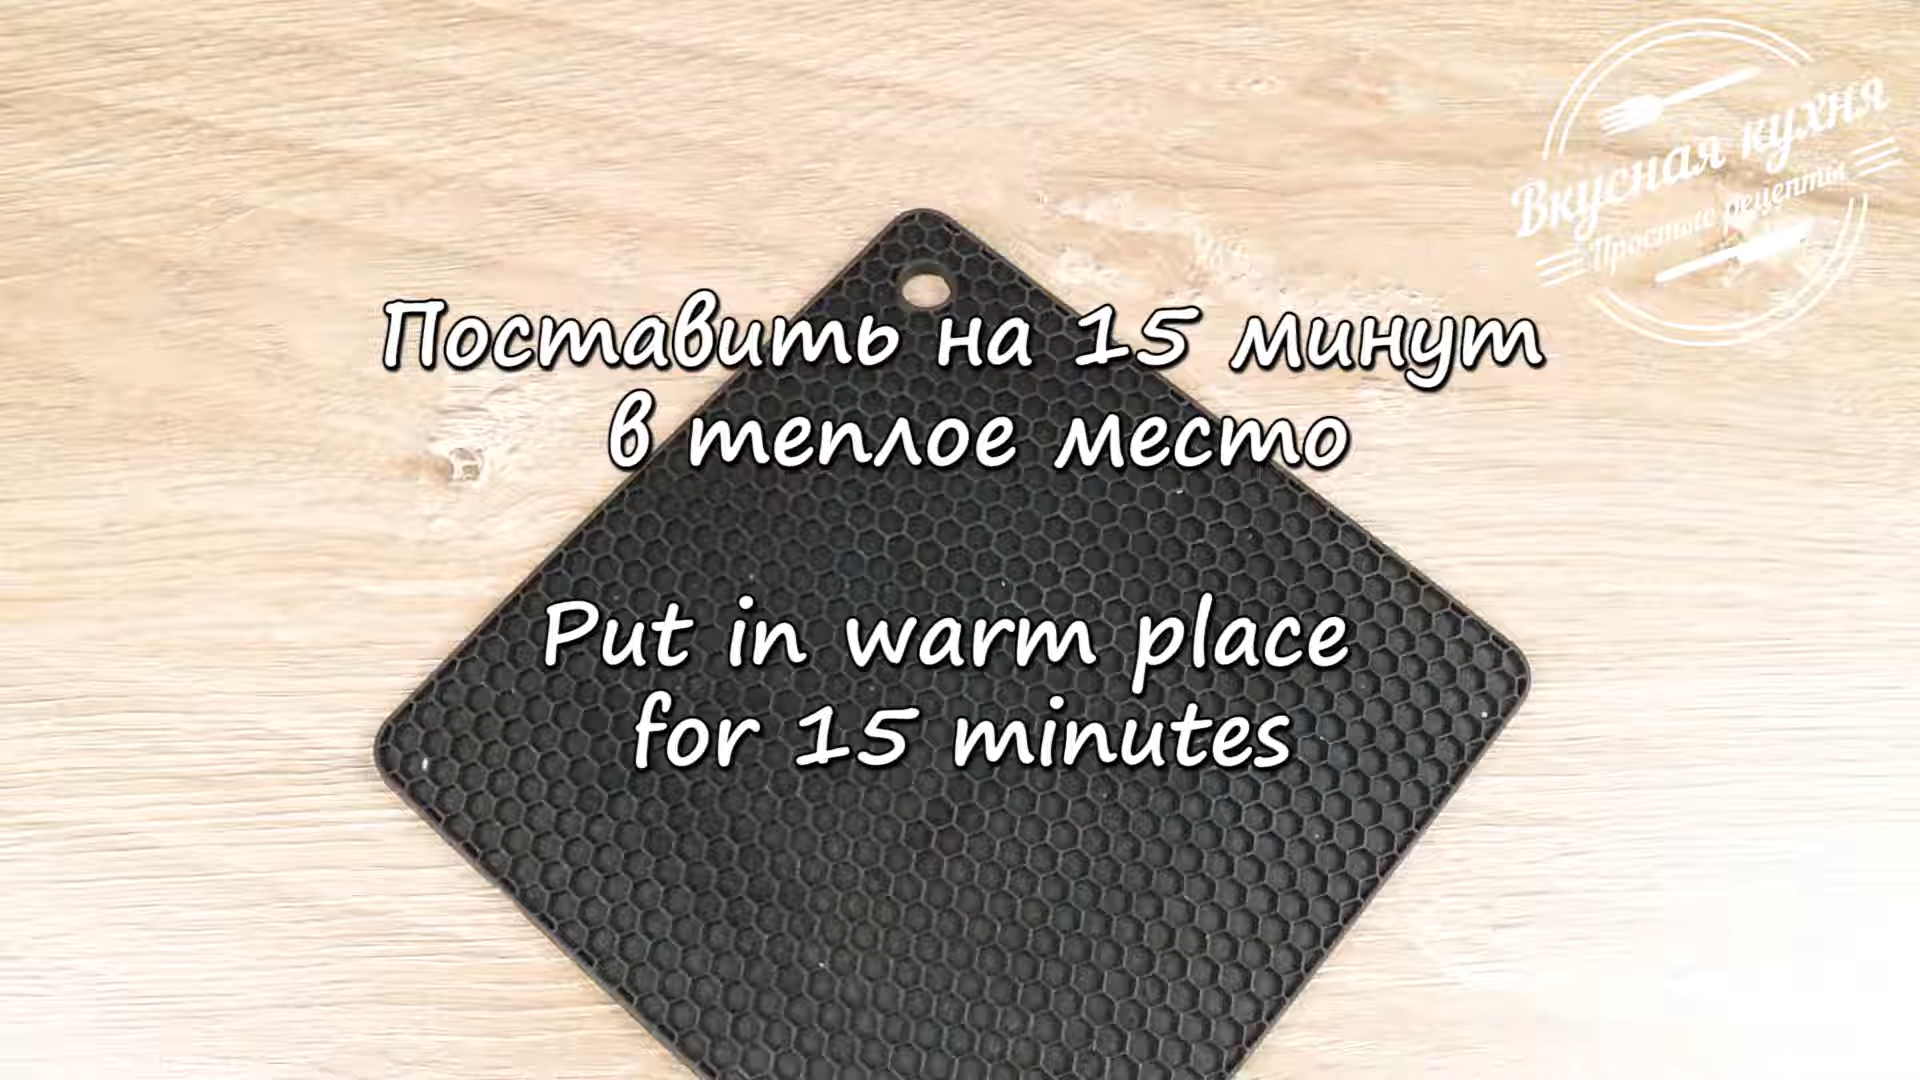 Вкусная кухня
Простые рецепты
Поставить на 15 минут
в теплое место
Put in warm place
for 15 minutes